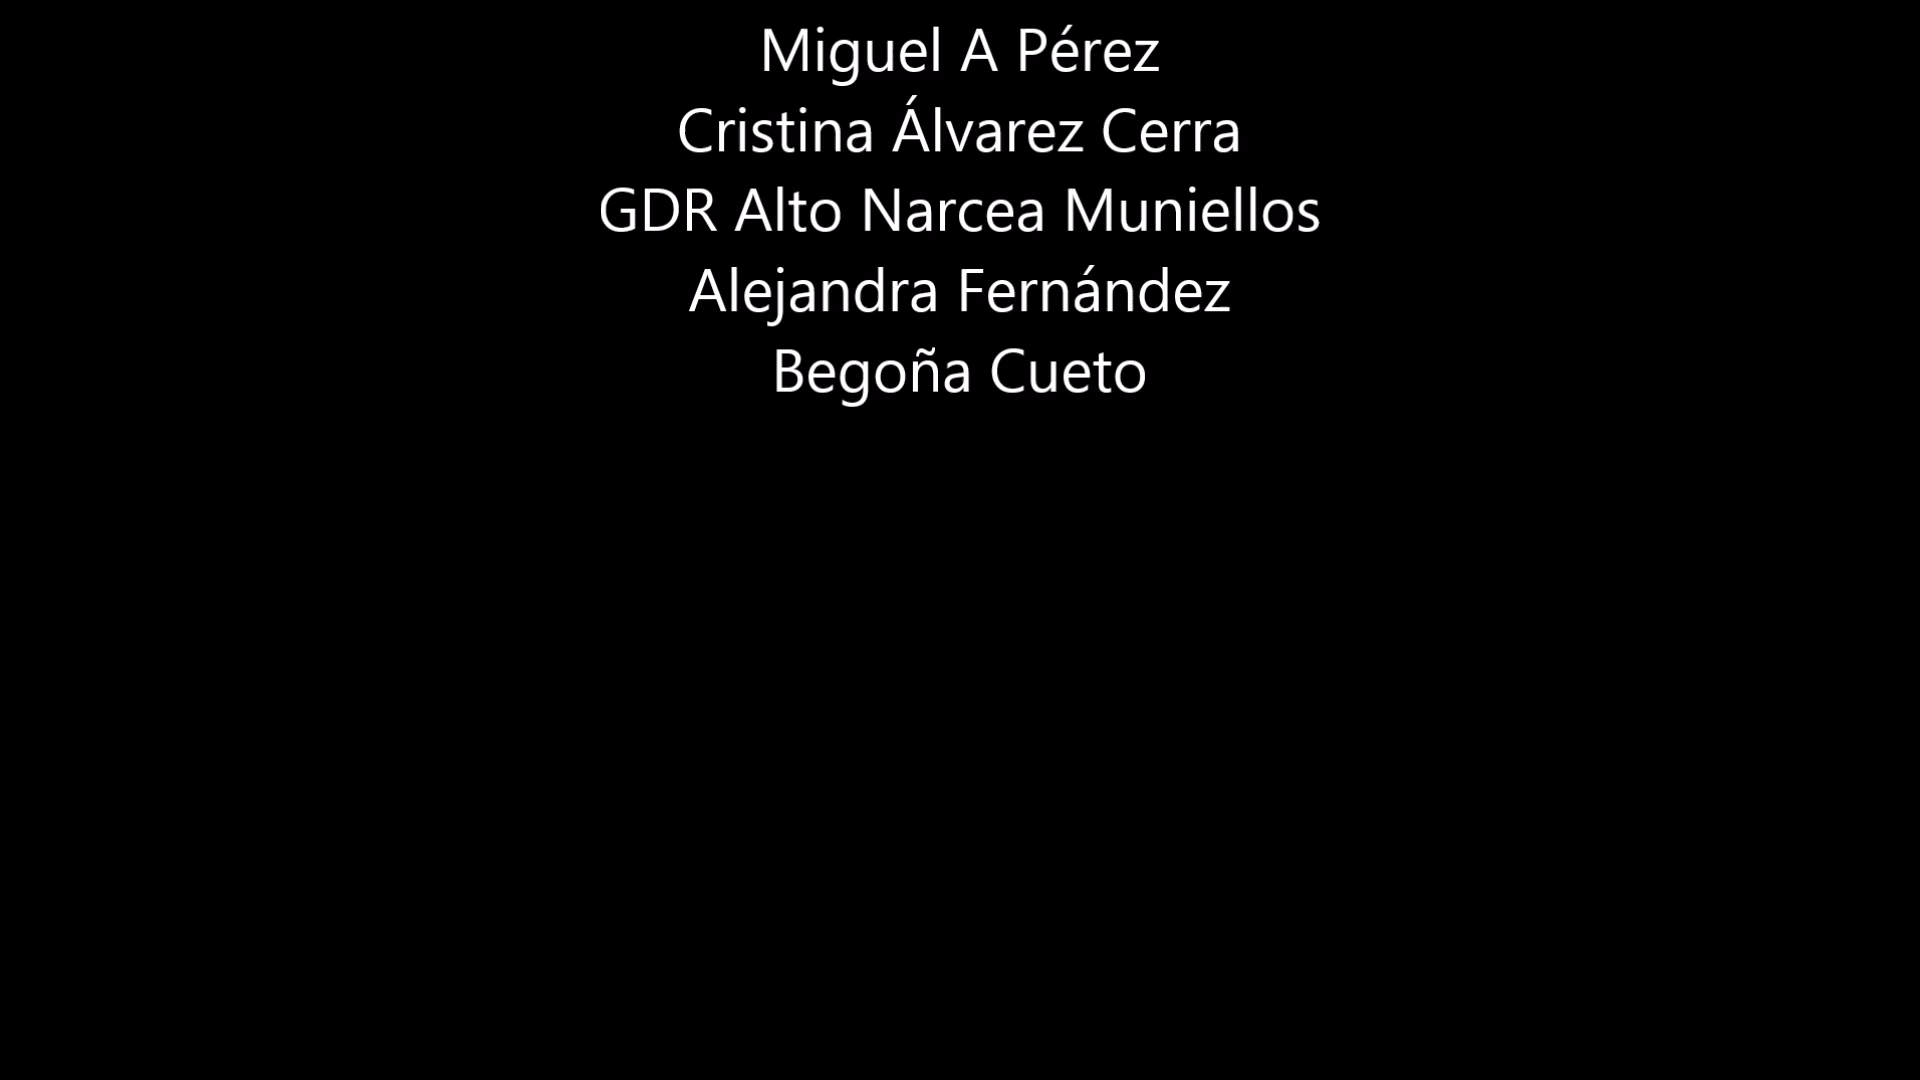 Miguel A Pérez
Cristina Álvarez Cerra
GDR Alto Narcea Muniellos
Alejandra Fernández
Begoña Cueto